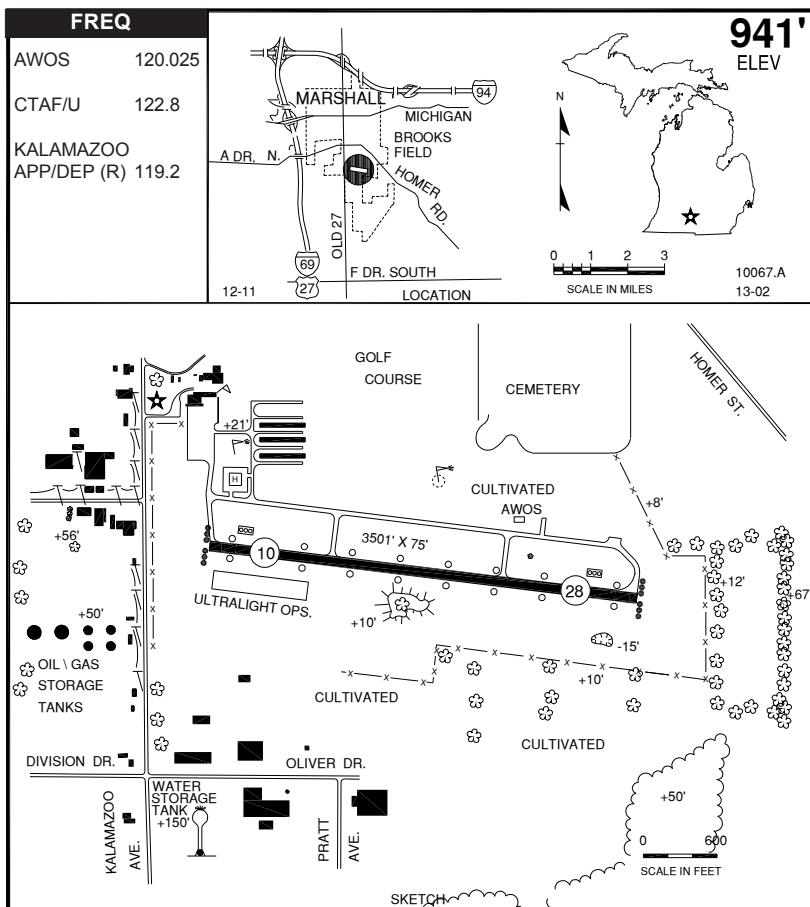 FREQ
AWOS 120.025
CTAF/U 122.8
KALAMAZOO
APP/DEP (R) 119.2
941'
ELEV
94
MARSHALL
MICHIGAN
BROOKS
FIELD
A DR. N.
HOMER RD.
OLD 27
69
27
F DR. SOUTH
12-11
LOCATION
N
0 1 2 3
SCALE IN MILES
10067.A
13-02
GOLF
COURSE
CEMETERY
HOMER ST.
+21'
H
CULTIVATED
AWOS
+8'
+56'
3501' X 75'
10
28
+12'
+67'
ULTRALIGHT OPS.
+50'
+10'
-15'
+10'
OIL \ GAS
STORAGE
TANKS
CULTIVATED
CULTIVATED
DIVISION DR.
OLIVER DR.
WATER
STORAGE
TANK
+150'
KALAMAZOO
AVE.
PRATT
AVE.
+50'
0 600
SCALE IN FEET
SKETCH